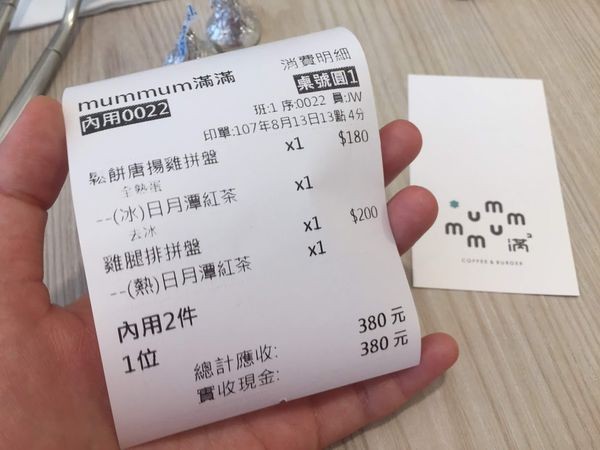 消費明細
mummum滿滿
桌號圓1
內用0022
班:1 序:0022 員:JW
印單:107年8月13日13點4分
鬆餅唐揚雞拼盤 x1 $180
全熟蛋
--(冰)日月潭紅茶 x1
去冰
雞腿排拼盤 x1 $200
--(熱)日月潭紅茶 x1
內用2件
1位
總計應收: 380 元
實收現金: 380 元
mum
mum
滿²
COFFEE & BURGER